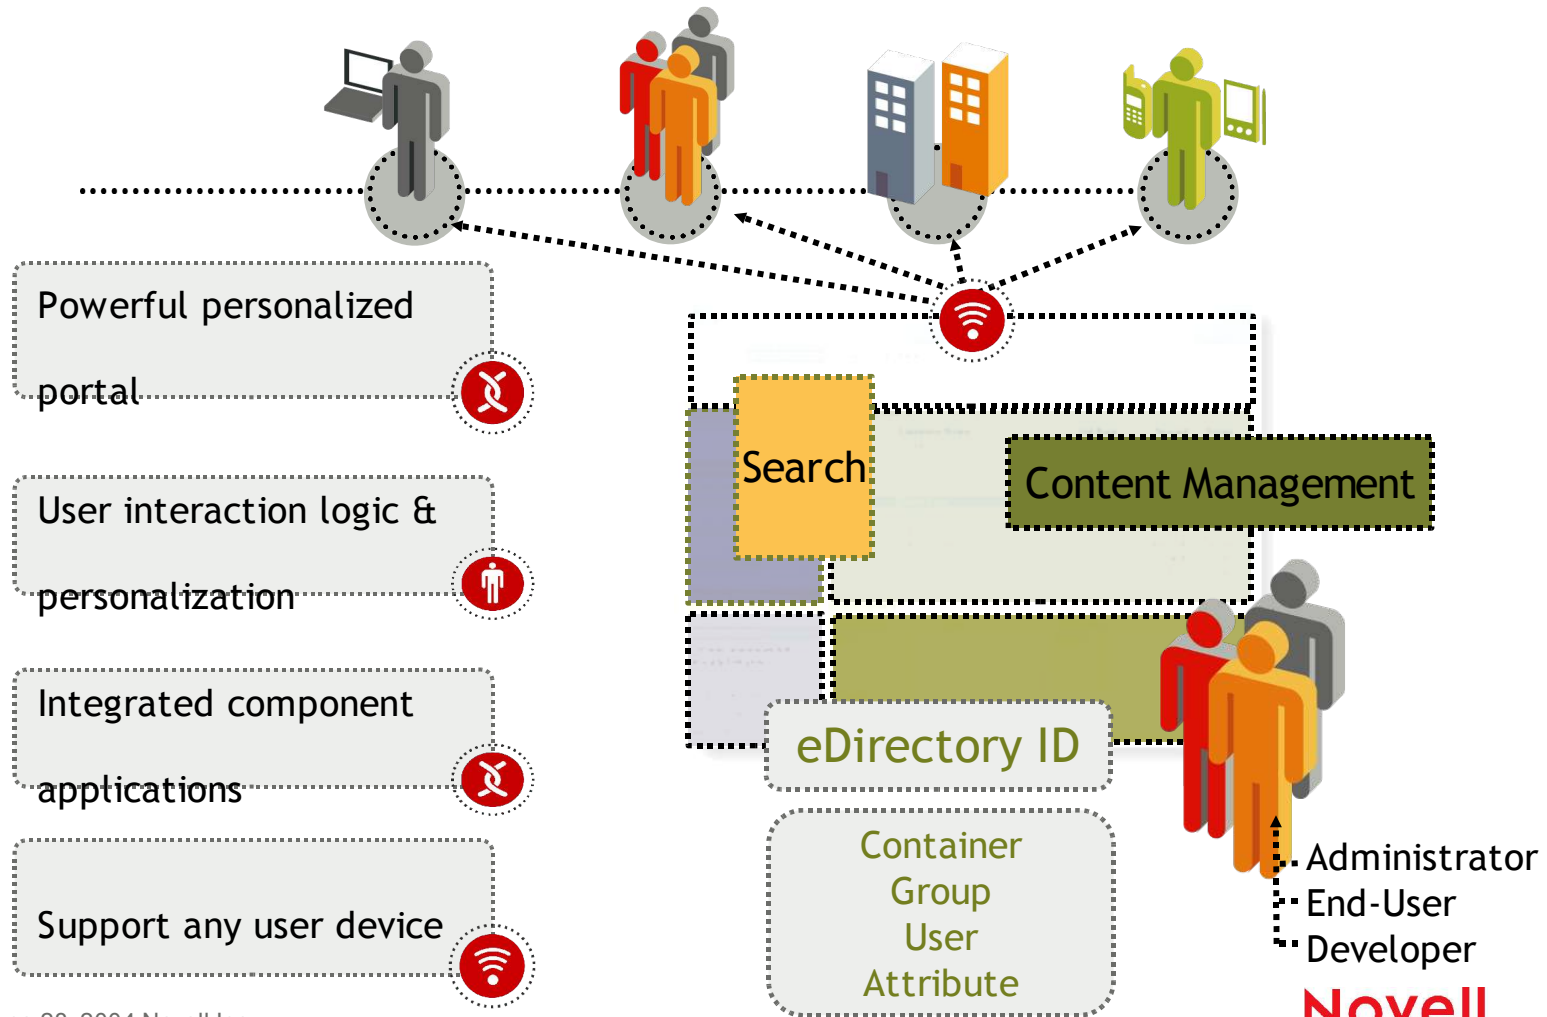 Powerful personalized
portal
User interaction logic &
personalization
Integrated component
applications
Support any user device
Search
Content Management
eDirectory ID
Container
Group
User
Attribute
Administrator
End-User
Developer
Novell